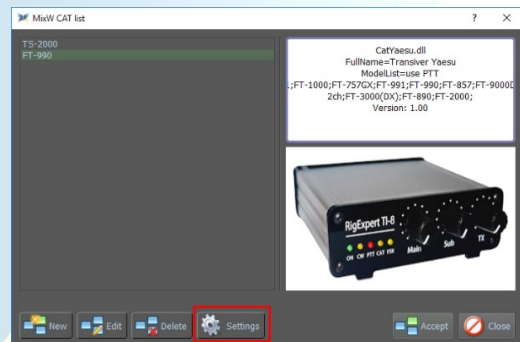 MixW CAT list
? ×
TS-2000
FT-990
CatYaesu.dll
FullName=Transiver Yaesu
ModelList=use PTT
;FT-1000;FT-757GX;FT-991;FT-990;FT-857;FT-9000D
2ch;FT-3000(DX);FT-890;FT-2000;
Version: 1.00
RigExpert TI-8
ON CW PTT CAT FSK
Main
Sub
TX
New
Edit
Delete
Settings
Accept
Close